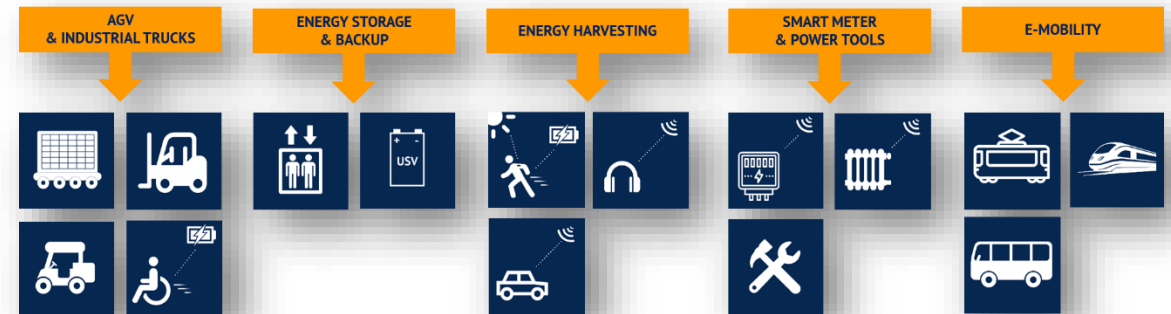 AGV
& INDUSTRIAL TRUCKS
ENERGY STORAGE
& BACKUP
ENERGY HARVESTING
SMART METER
& POWER TOOLS
E-MOBILITY
+ -
USV